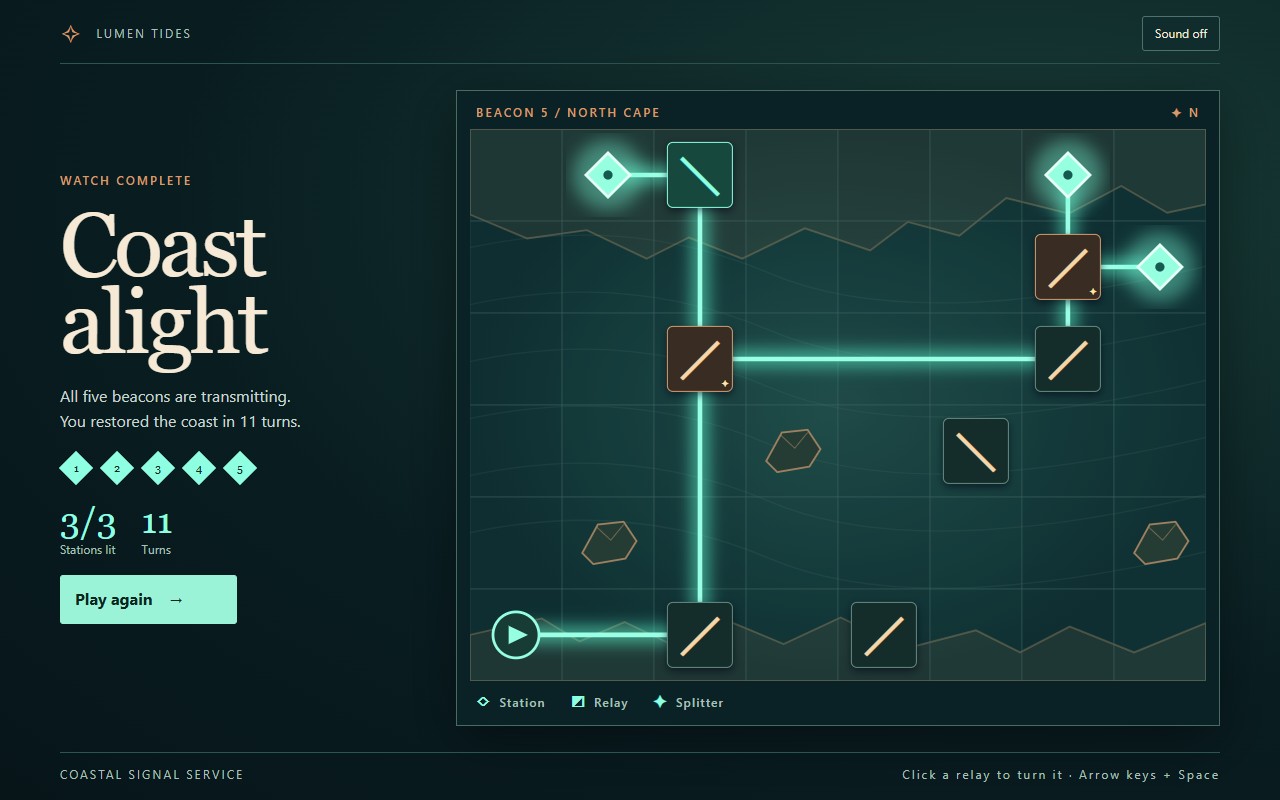 LUMEN TIDES
Sound off
WATCH COMPLETE
Coast
alight
All five beacons are transmitting.
You restored the coast in 11 turns.
1 2 3 4 5
3/3 11
Stations lit Turns
Play again →
BEACON 5 / NORTH CAPE
N
Station Relay Splitter
COASTAL SIGNAL SERVICE
Click a relay to turn it · Arrow keys + Space